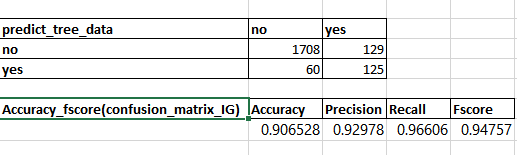 predict_tree_data no yes
no 1708 129
yes 60 125
Accuracy_fscore(confusion_matrix_IG) Accuracy Precision Recall Fscore
0.906528 0.92978 0.96606 0.94757